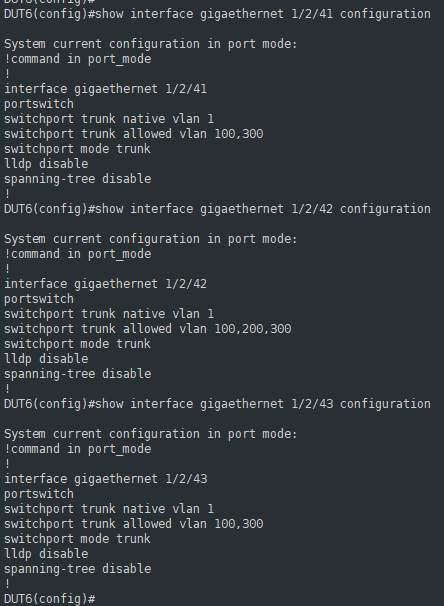 DUT6(config)#
DUT6(config)#show interface gigaethernet 1/2/41 configuration
System current configuration in port mode:
!command in port_mode
!
interface gigaethernet 1/2/41
portswitch
switchport trunk native vlan 1
switchport trunk allowed vlan 100,300
switchport mode trunk
lldp disable
spanning-tree disable
!
DUT6(config)#show interface gigaethernet 1/2/42 configuration
System current configuration in port mode:
!command in port_mode
!
interface gigaethernet 1/2/42
portswitch
switchport trunk native vlan 1
switchport trunk allowed vlan 100,200,300
switchport mode trunk
lldp disable
spanning-tree disable
!
DUT6(config)#show interface gigaethernet 1/2/43 configuration
System current configuration in port mode:
!command in port_mode
!
interface gigaethernet 1/2/43
portswitch
switchport trunk native vlan 1
switchport trunk allowed vlan 100,300
switchport mode trunk
lldp disable
spanning-tree disable
!
DUT6(config)#